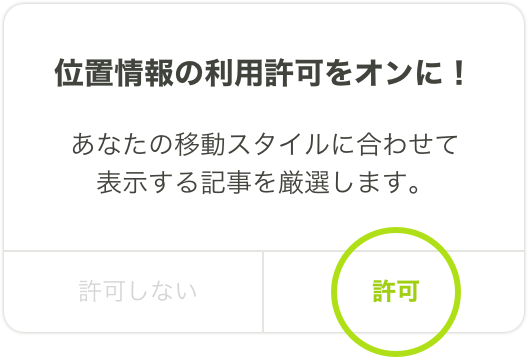 位置情報の利用許可をオンに！
あなたの移動スタイルに合わせて
表示する記事を厳選します。
許可しない
許可